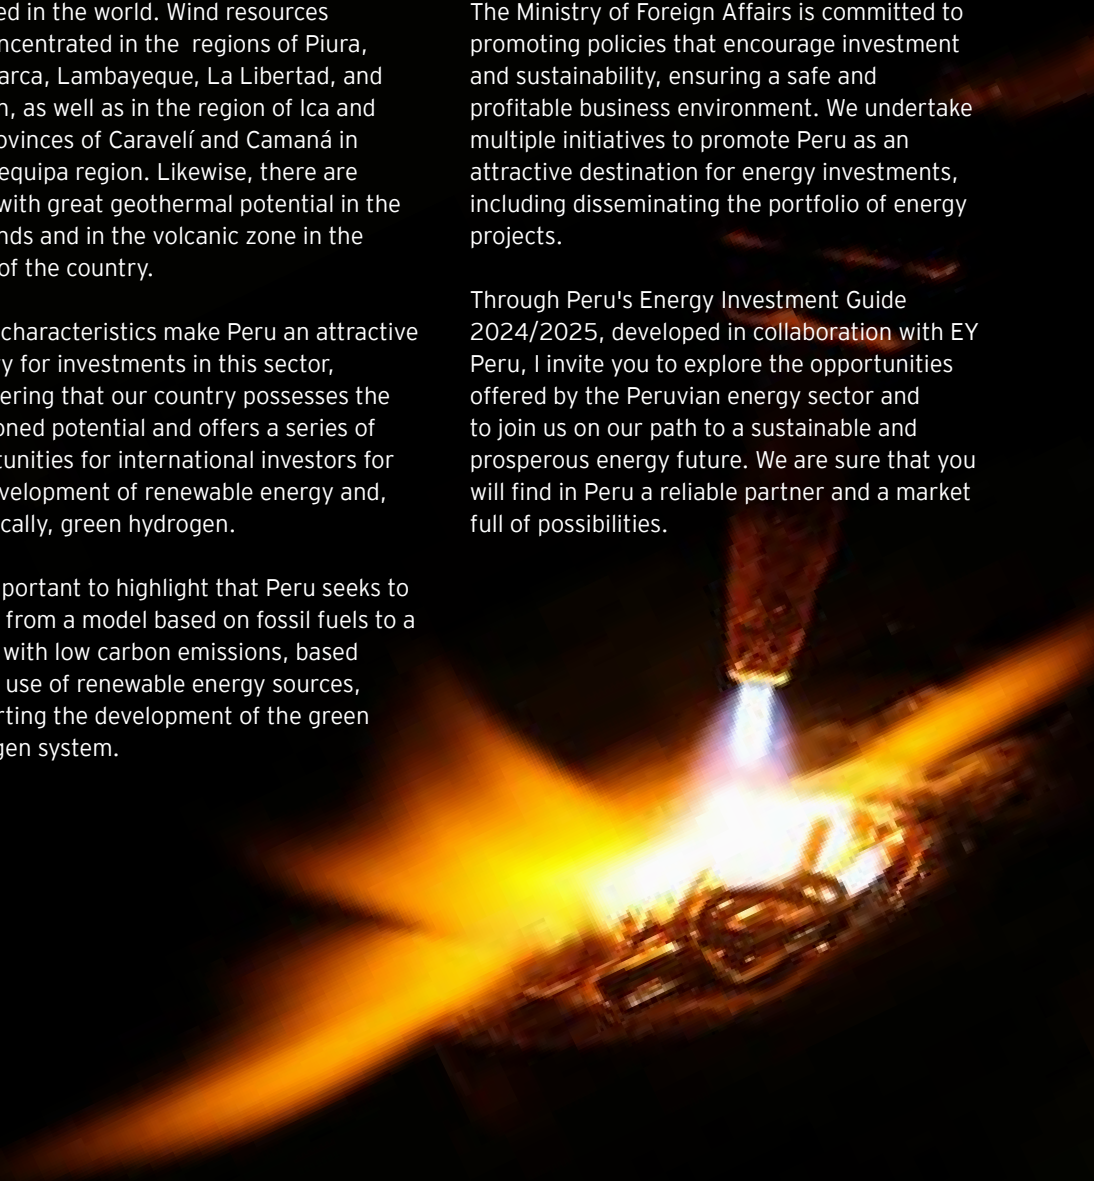 ed in the world. Wind resources
ncentrated in the regions of Piura,
arca, Lambayeque, La Libertad, and
n, as well as in the region of Ica and
ovinces of Caravelí and Camaná in
equipa region. Likewise, there are
with great geothermal potential in the
nds and in the volcanic zone in the
of the country.
characteristics make Peru an attractive
y for investments in this sector,
ering that our country possesses the
oned potential and offers a series of
tunities for international investors for
velopment of renewable energy and,
cally, green hydrogen.
portant to highlight that Peru seeks to
from a model based on fossil fuels to a
with low carbon emissions, based
use of renewable energy sources,
rting the development of the green
gen system.
The Ministry of Foreign Affairs is committed to
promoting policies that encourage investment
and sustainability, ensuring a safe and
profitable business environment. We undertake
multiple initiatives to promote Peru as an
attractive destination for energy investments,
including disseminating the portfolio of energy
projects.
Through Peru's Energy Investment Guide
2024/2025, developed in collaboration with EY
Peru, I invite you to explore the opportunities
offered by the Peruvian energy sector and
to join us on our path to a sustainable and
prosperous energy future. We are sure that you
will find in Peru a reliable partner and a market
full of possibilities.